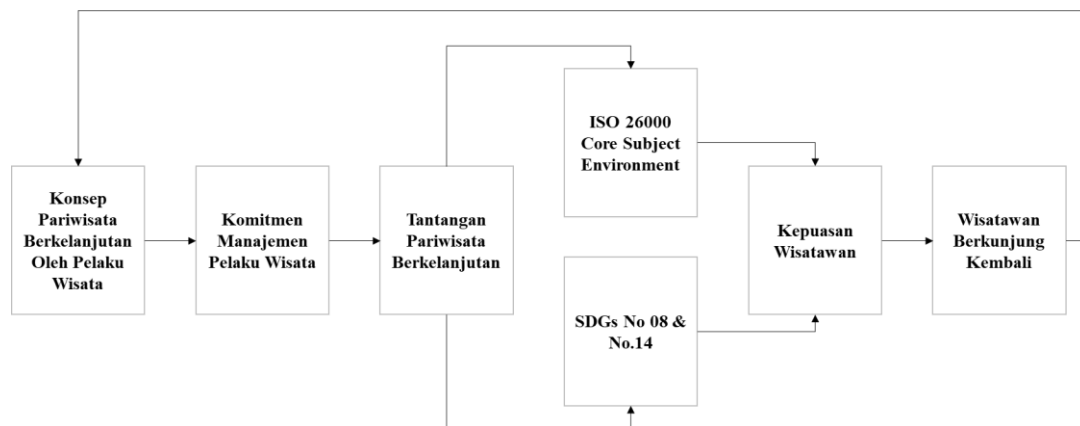 Konsep
Pariwisata
Berkelanjutan
Oleh Pelaku
Wisata
Komitmen
Manajemen
Pelaku Wisata
Tantangan
Pariwisata
Berkelanjutan
ISO 26000
Core Subject
Environment
SDGs No 08 &
No.14
Kepuasan
Wisatawan
Wisatawan
Berkunjung
Kembali